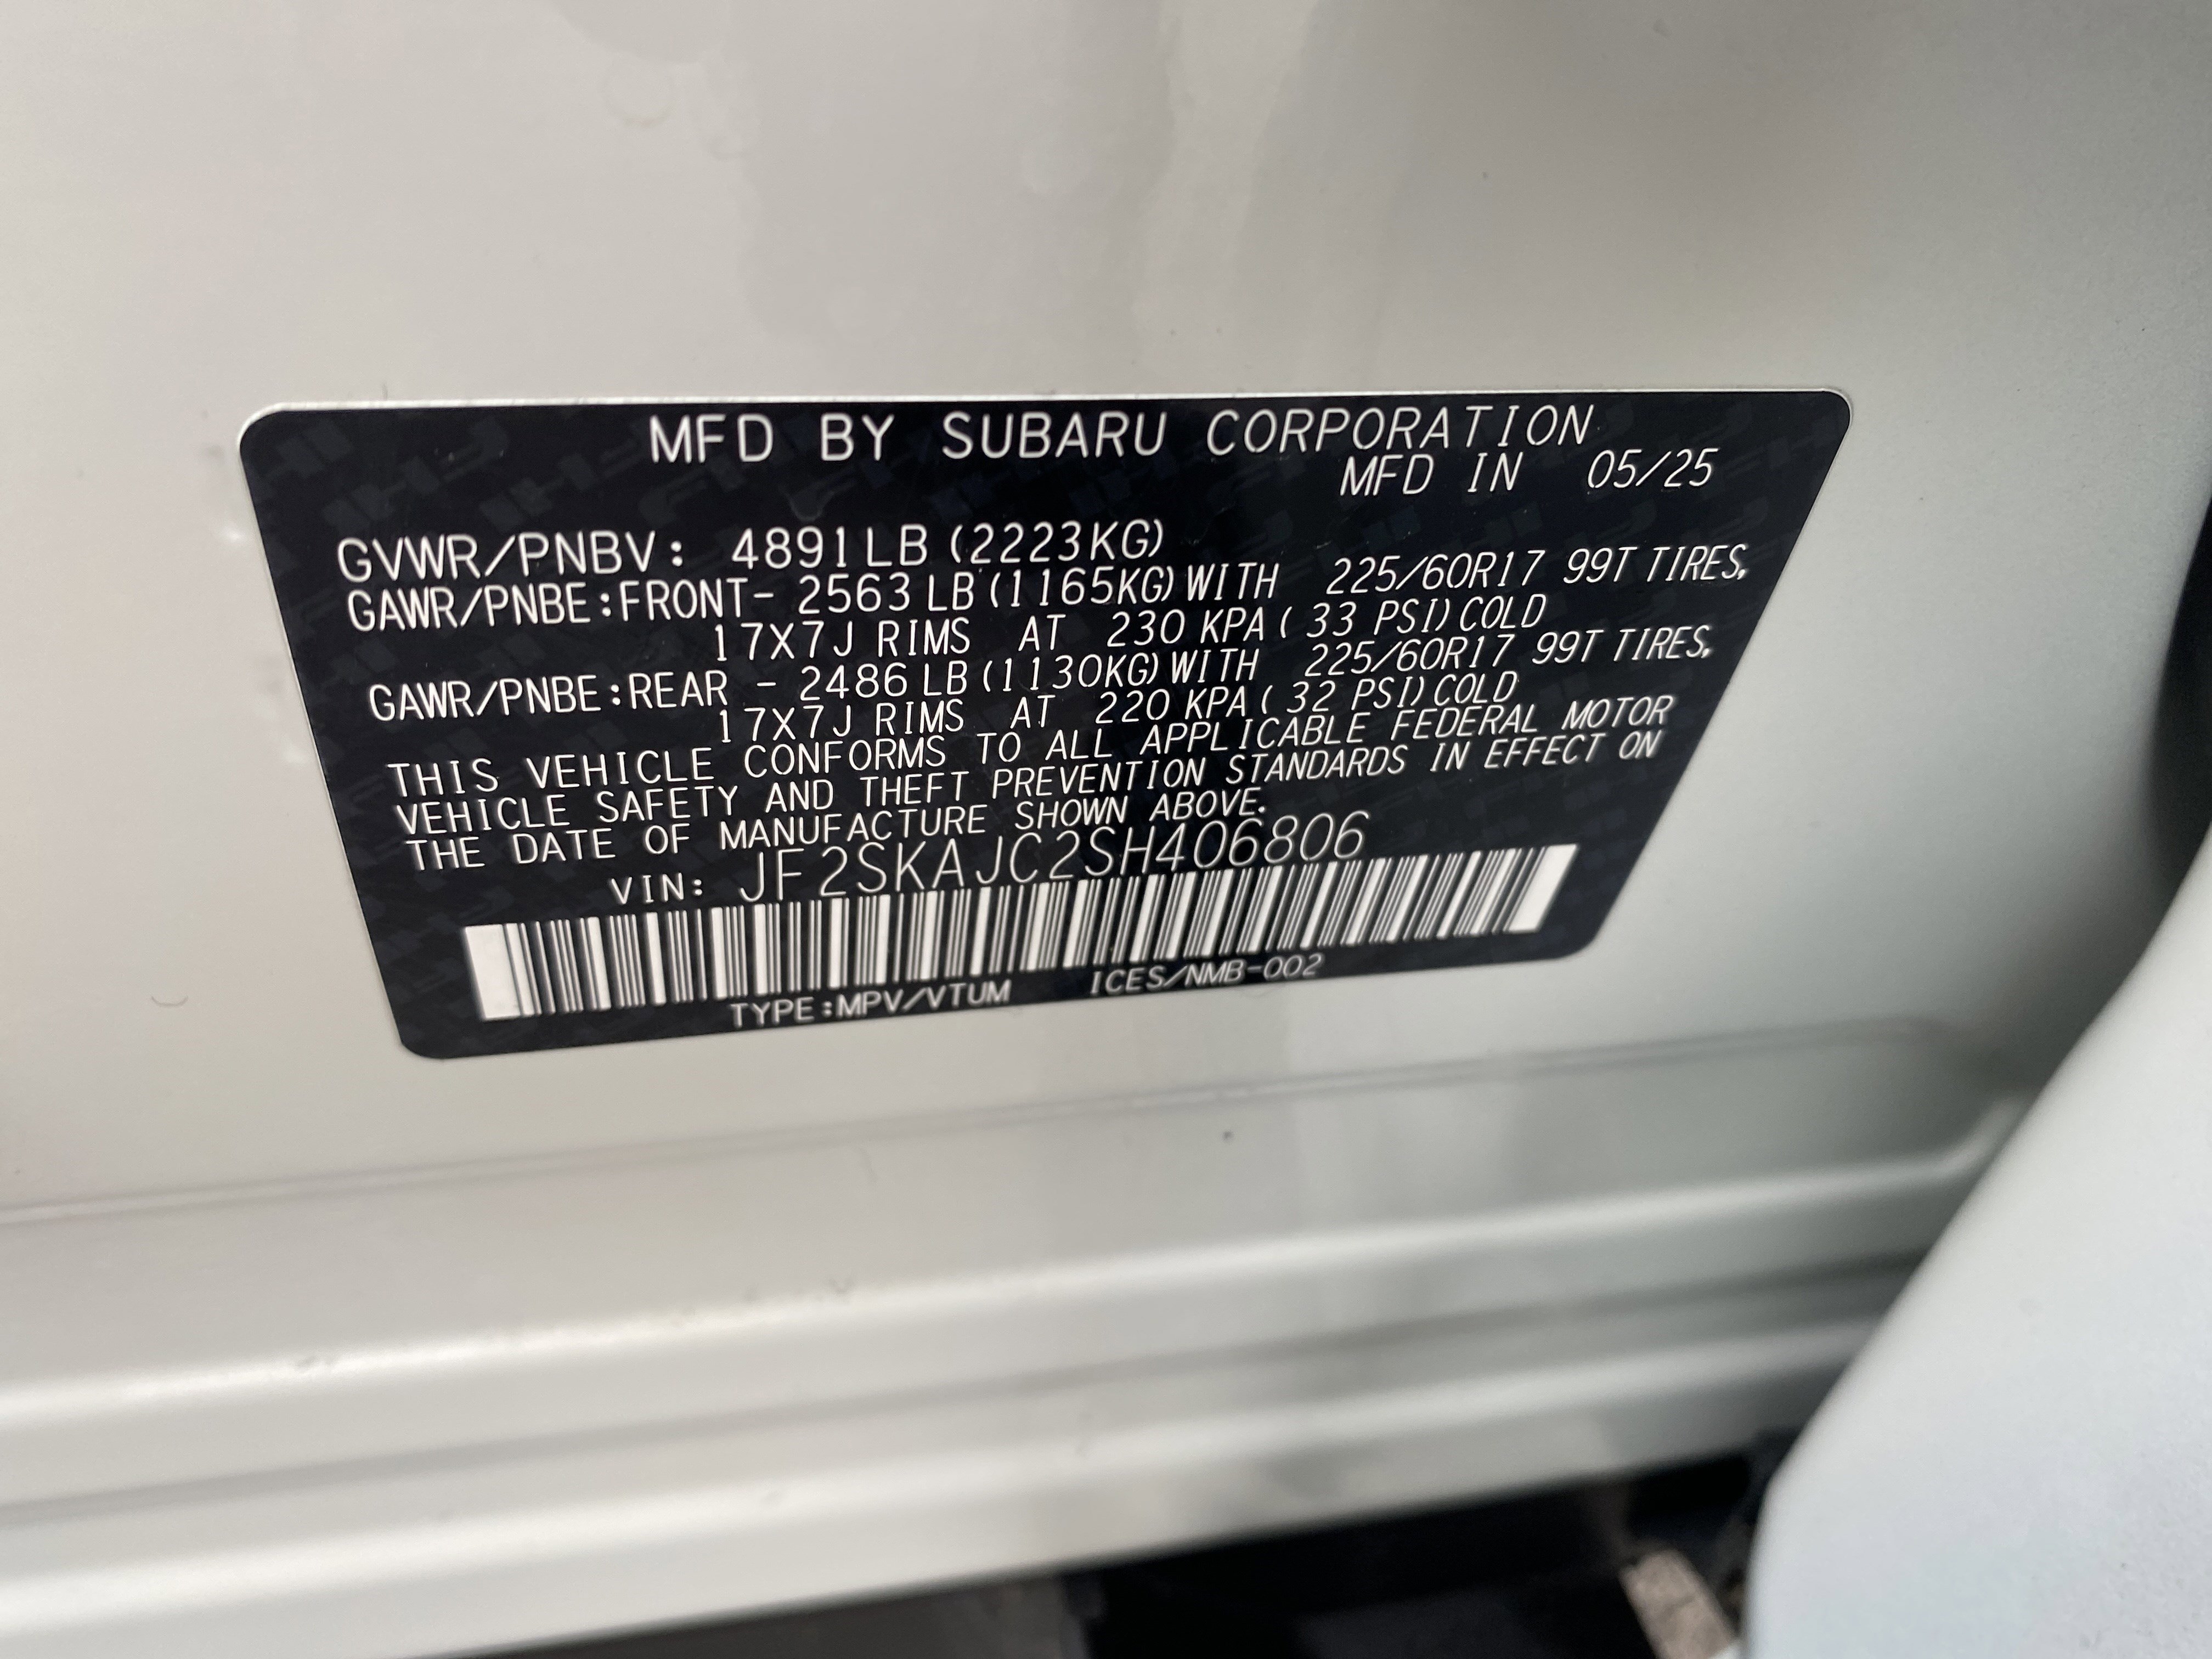 MFD BY SUBARU CORPORATION
MFD IN 05/25
GVWR/PNBV: 4891LB (2223KG)
GAWR/PNBE:FRONT- 2563 LB (1165KG) WITH 225/60R17 99T TIRES,
17X7J RIMS AT 230 KPA ( 33 PSI) COLD
GAWR/PNBE:REAR - 2486 LB (1130KG) WITH 225/60R17 99T TIRES,
17X7J RIMS AT 220 KPA ( 32 PSI) COLD
THIS VEHICLE CONFORMS TO ALL APPLICABLE FEDERAL MOTOR
VEHICLE SAFETY AND THEFT PREVENTION STANDARDS IN EFFECT ON
THE DATE OF MANUFACTURE SHOWN ABOVE.
VIN: JF2SKAJC2SH406806
TYPE:MPV/VTUM ICES/NMB-002